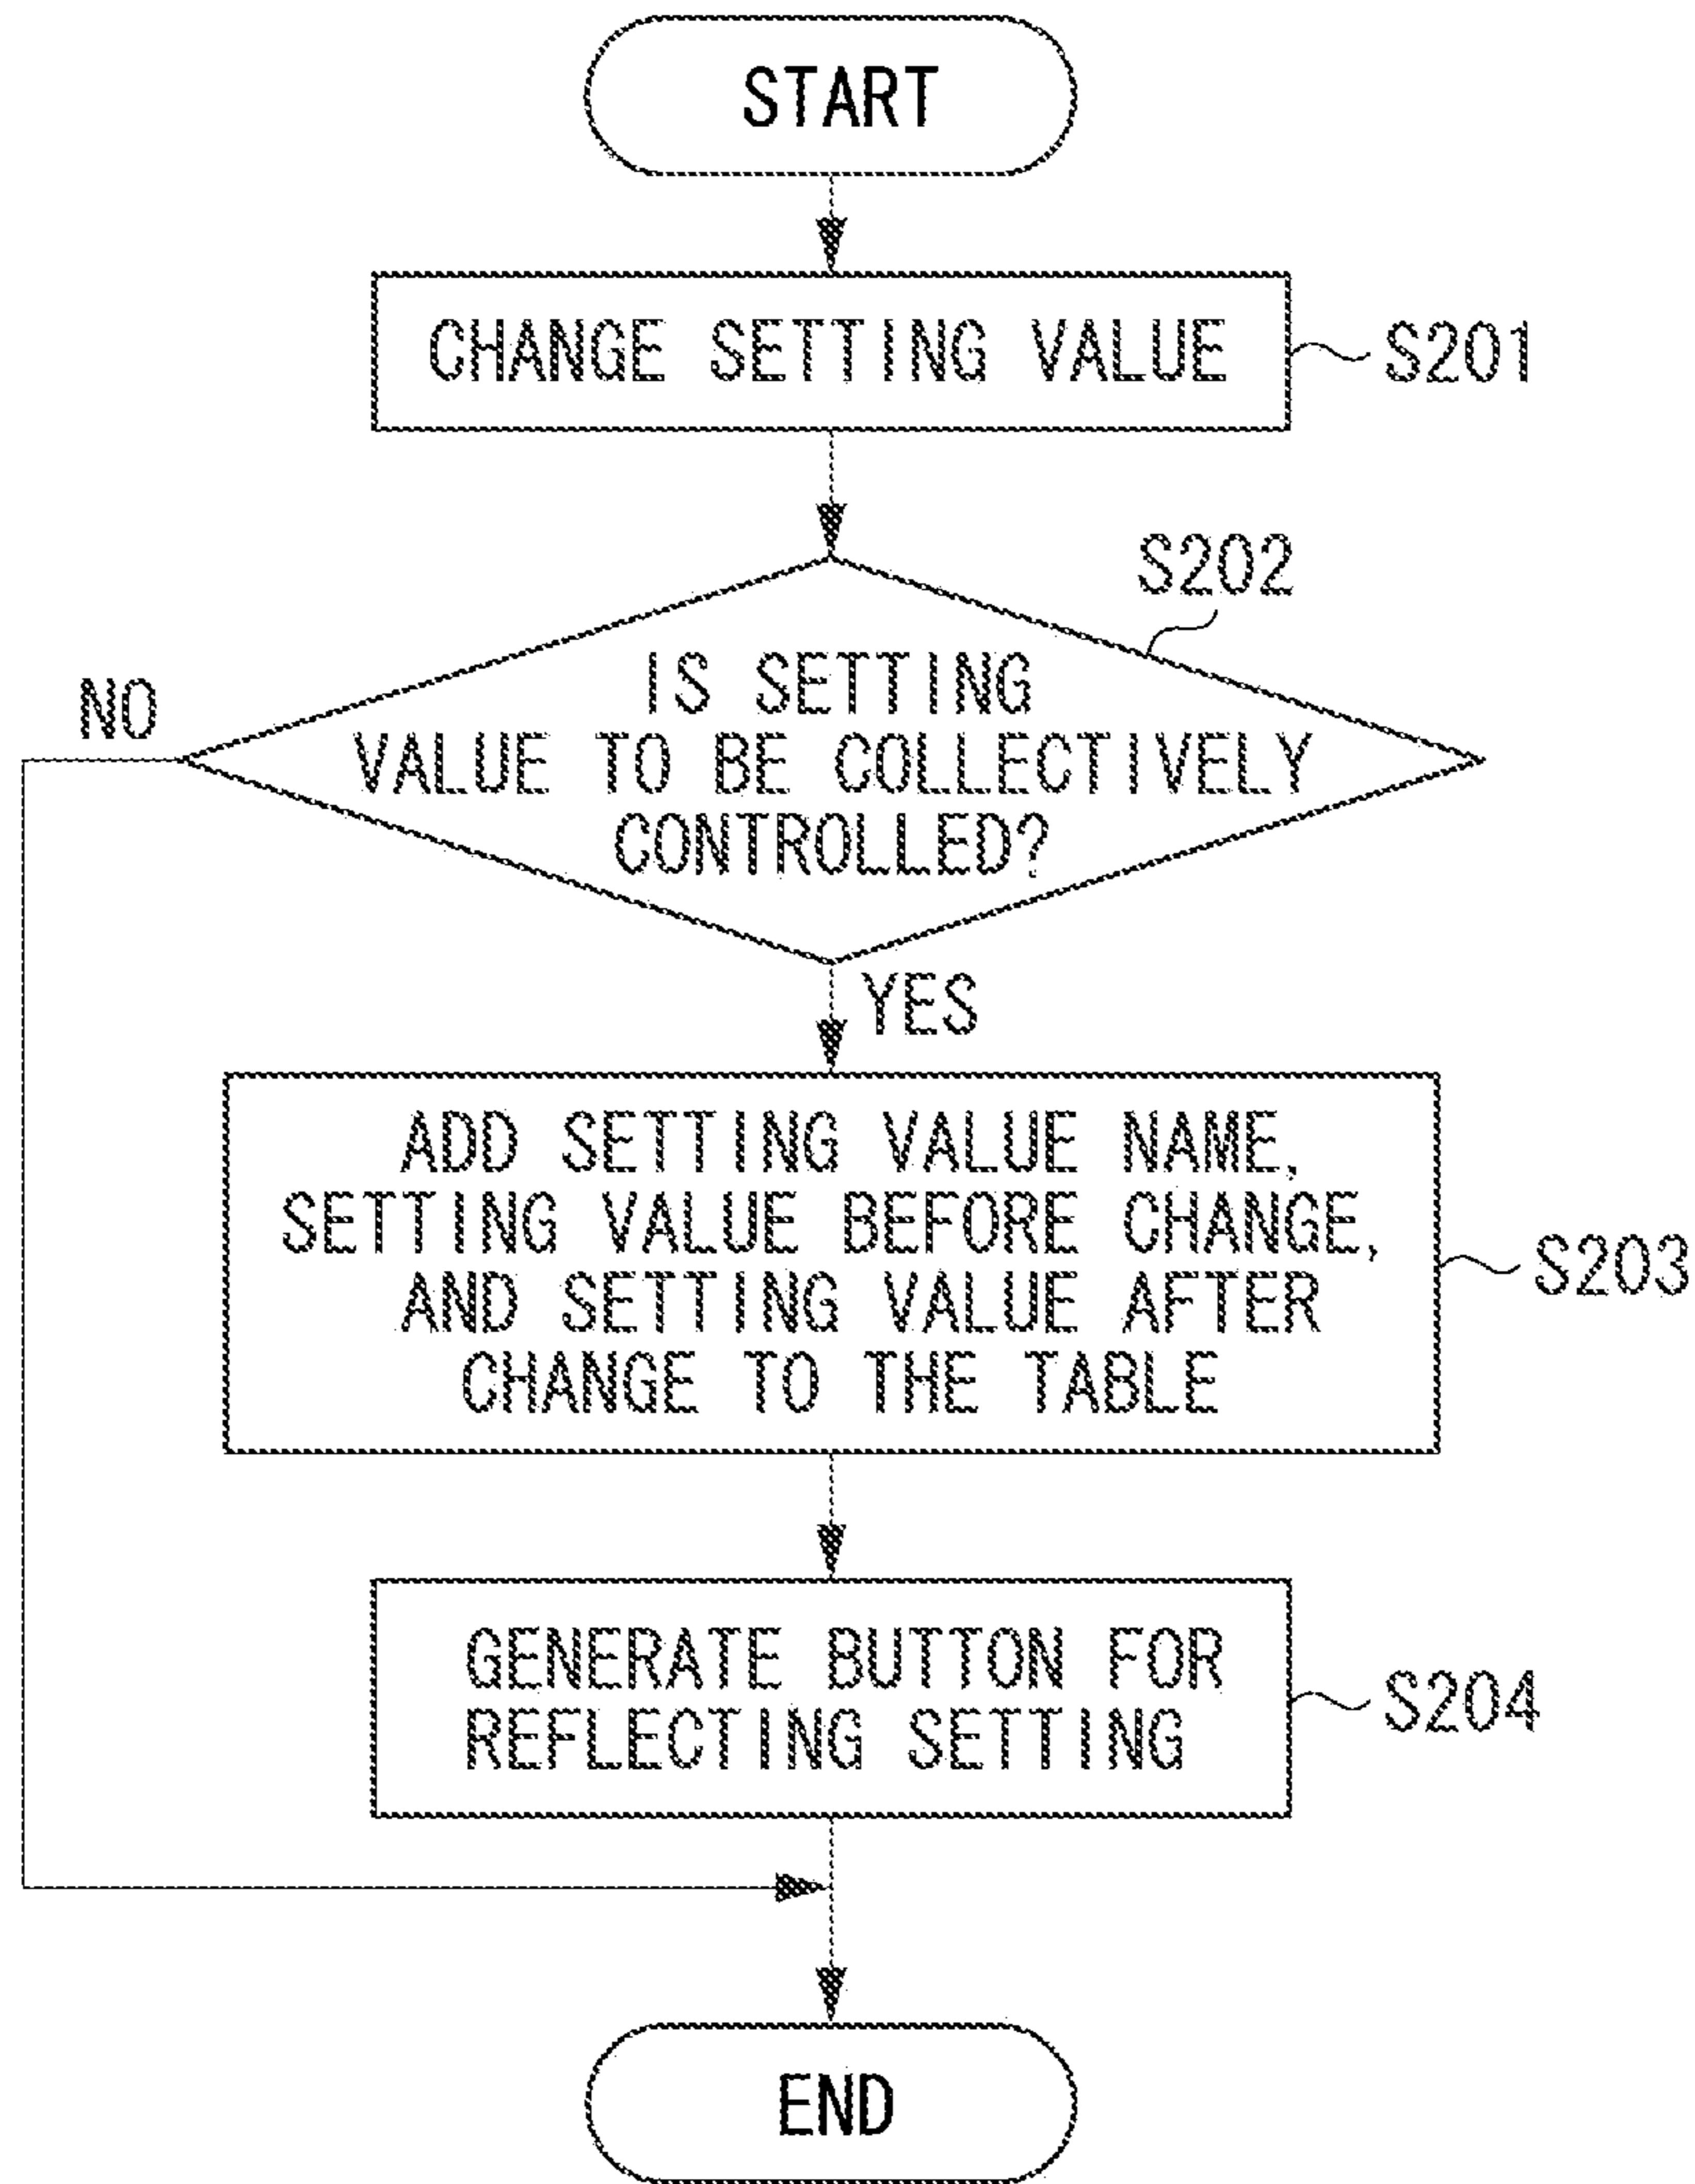 START
CHANGE SETTING VALUE
S201
S202
IS SETTING
VALUE TO BE COLLECTIVELY
CONTROLLED?
NO
YES
ADD SETTING VALUE NAME,
SETTING VALUE BEFORE CHANGE,
AND SETTING VALUE AFTER
CHANGE TO THE TABLE
S203
GENERATE BUTTON FOR
REFLECTING SETTING
S204
END